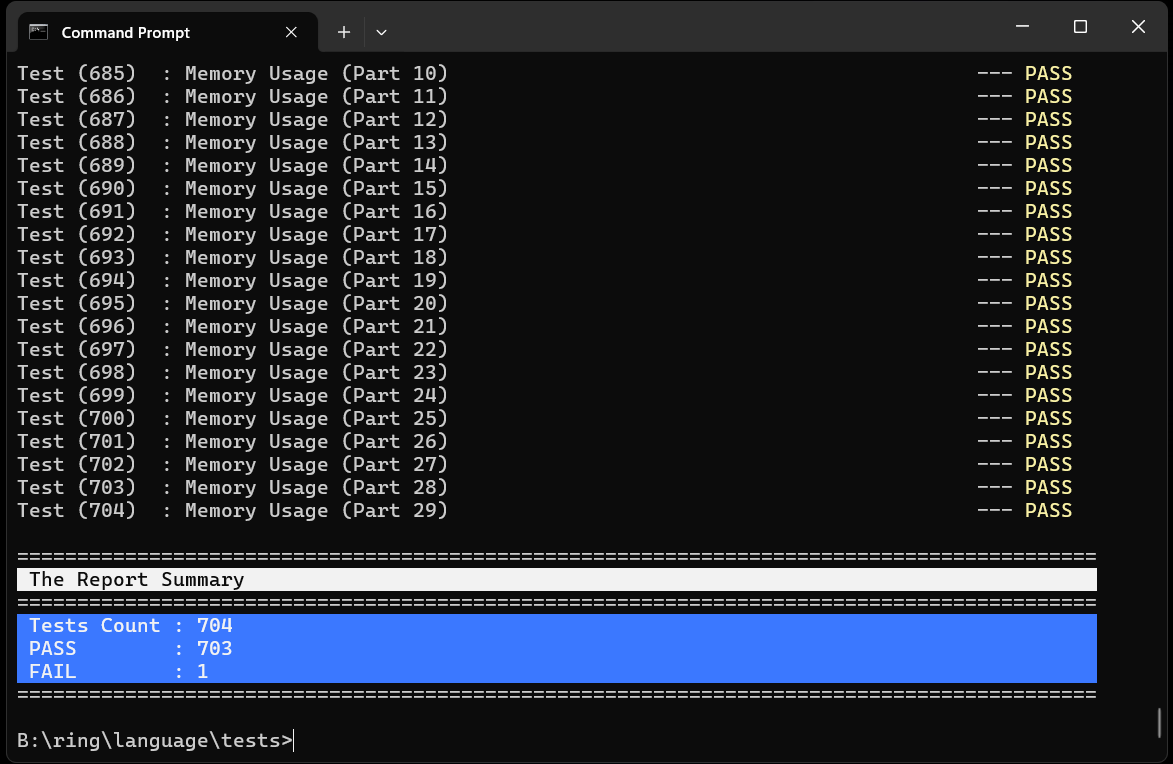 Command Prompt
Test (685)  : Memory Usage (Part 10) --- PASS
Test (686)  : Memory Usage (Part 11) --- PASS
Test (687)  : Memory Usage (Part 12) --- PASS
Test (688)  : Memory Usage (Part 13) --- PASS
Test (689)  : Memory Usage (Part 14) --- PASS
Test (690)  : Memory Usage (Part 15) --- PASS
Test (691)  : Memory Usage (Part 16) --- PASS
Test (692)  : Memory Usage (Part 17) --- PASS
Test (693)  : Memory Usage (Part 18) --- PASS
Test (694)  : Memory Usage (Part 19) --- PASS
Test (695)  : Memory Usage (Part 20) --- PASS
Test (696)  : Memory Usage (Part 21) --- PASS
Test (697)  : Memory Usage (Part 22) --- PASS
Test (698)  : Memory Usage (Part 23) --- PASS
Test (699)  : Memory Usage (Part 24) --- PASS
Test (700)  : Memory Usage (Part 25) --- PASS
Test (701)  : Memory Usage (Part 26) --- PASS
Test (702)  : Memory Usage (Part 27) --- PASS
Test (703)  : Memory Usage (Part 28) --- PASS
Test (704)  : Memory Usage (Part 29) --- PASS
==========================================================================================
The Report Summary
==========================================================================================
Tests Count : 704
PASS        : 703
FAIL        : 1
==========================================================================================
B:\ring\language\tests>